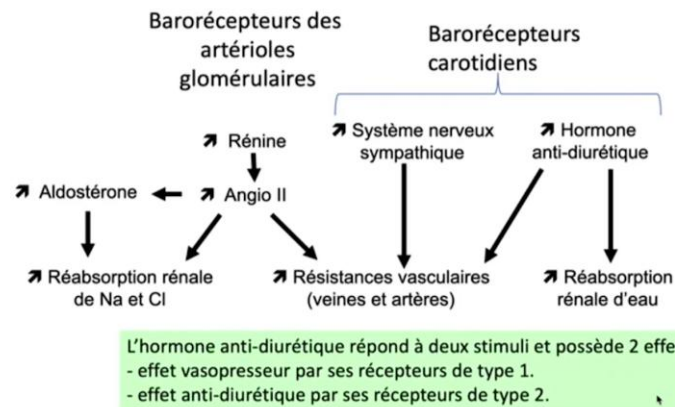 Barorécepteurs des
artérioles
glomérulaires
Barorécepteurs
carotidiens
Rénine
Système nerveux
sympathique
Hormone
anti-diurétique
Aldostérone
Angio II
Réabsorption rénale
de Na et Cl
Résistances vasculaires
(veines et artères)
Réabsorption
rénale d'eau
L'hormone anti-diurétique répond à deux stimuli et possède 2 effe
- effet vasopresseur par ses récepteurs de type 1.
- effet anti-diurétique par ses récepteurs de type 2.